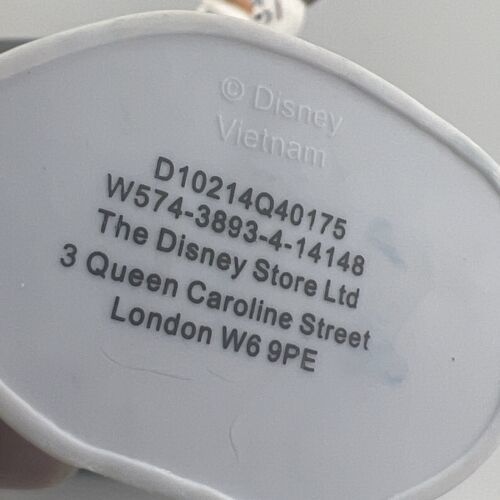 © Disney
Vietnam
D10214Q40175
W574-3893-4-14148
The Disney Store Ltd
3 Queen Caroline Street
London W6 9PE